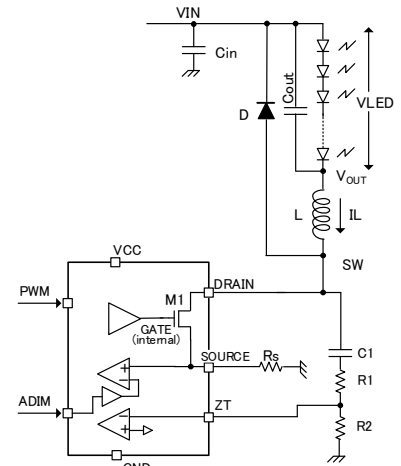 VIN
Cin
D
Cout
VLED
VOUT
L
IL
SW
VCC
PWM
M1
DRAIN
GATE
(internal)
SOURCE
Rs
C1
R1
ADIM
ZT
R2
GND